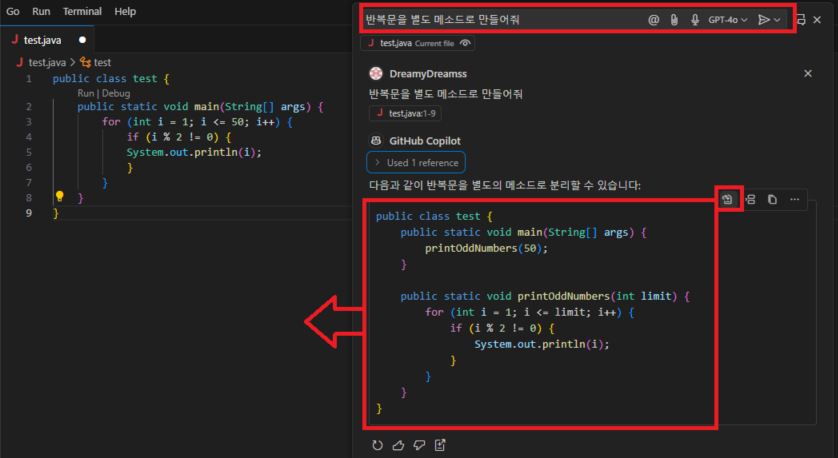 Go Run Terminal Help
test.java
test.java > test
1 public class test {
Run | Debug
2 public static void main(String[] args) {
3 for (int i = 1; i <= 50; i++) {
4 if (i % 2 != 0) {
5 System.out.println(i);
6 }
7 }
8 }
9 }
반복문을 별도 메소드로 만들어줘
GPT-4o
test.java Current file
DreamyDreamss
반복문을 별도 메소드로 만들어줘
test.java:1-9
GitHub Copilot
> Used 1 reference
다음과 같이 반복문을 별도의 메소드로 분리할 수 있습니다:
public class test {
public static void main(String[] args) {
printOddNumbers(50);
}
public static void printOddNumbers(int limit) {
for (int i = 1; i <= limit; i++) {
if (i % 2 != 0) {
System.out.println(i);
}
}
}
}